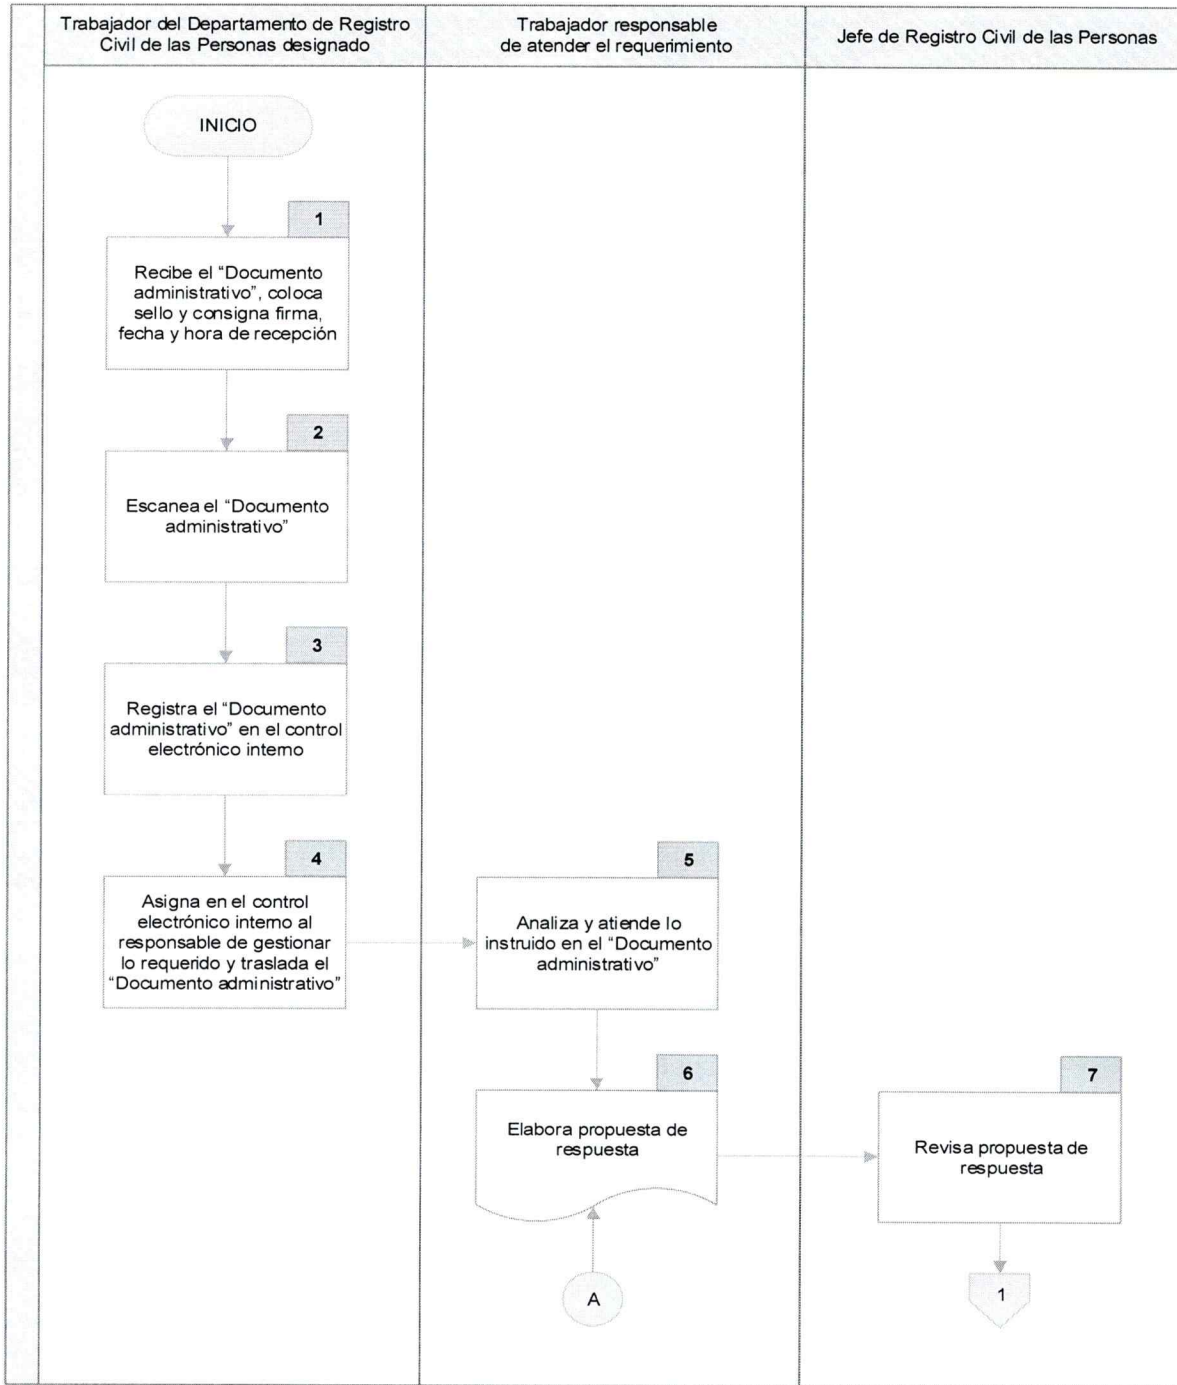 Trabajador del Departamento de Registro
Civil de las Personas designado
Trabajador responsable
de atender el requerimiento
Jefe de Registro Civil de las Personas
INICIO
1
Recibe el “Documento
administrativo”, coloca
sello y consigna firma,
fecha y hora de recepción
2
Escanea el “Documento
administrativo”
3
Registra el “Documento
administrativo” en el control
electrónico interno
4
Asigna en el control
electrónico interno al
responsable de gestionar
lo requerido y traslada el
“Documento administrativo”
5
Analiza y atiende lo
instruido en el “Documento
administrativo”
6
Elabora propuesta de
respuesta
7
Revisa propuesta de
respuesta
A
1